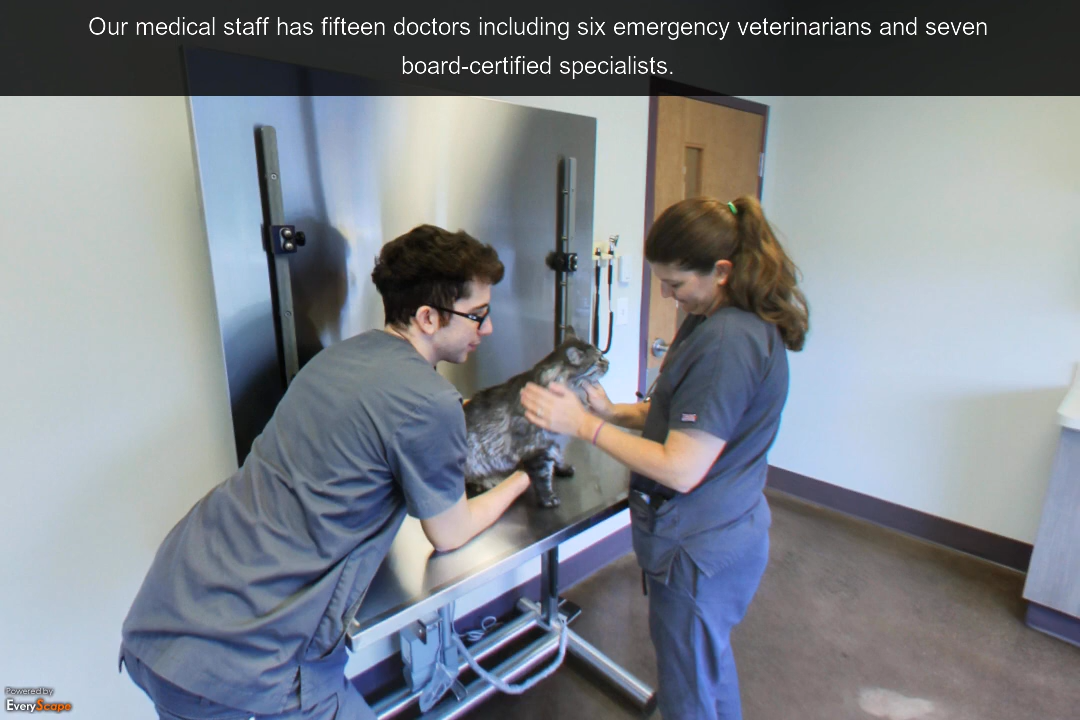 Our medical staff has fifteen doctors including six emergency veterinarians and seven
board-certified specialists.
Powered by
EveryScape